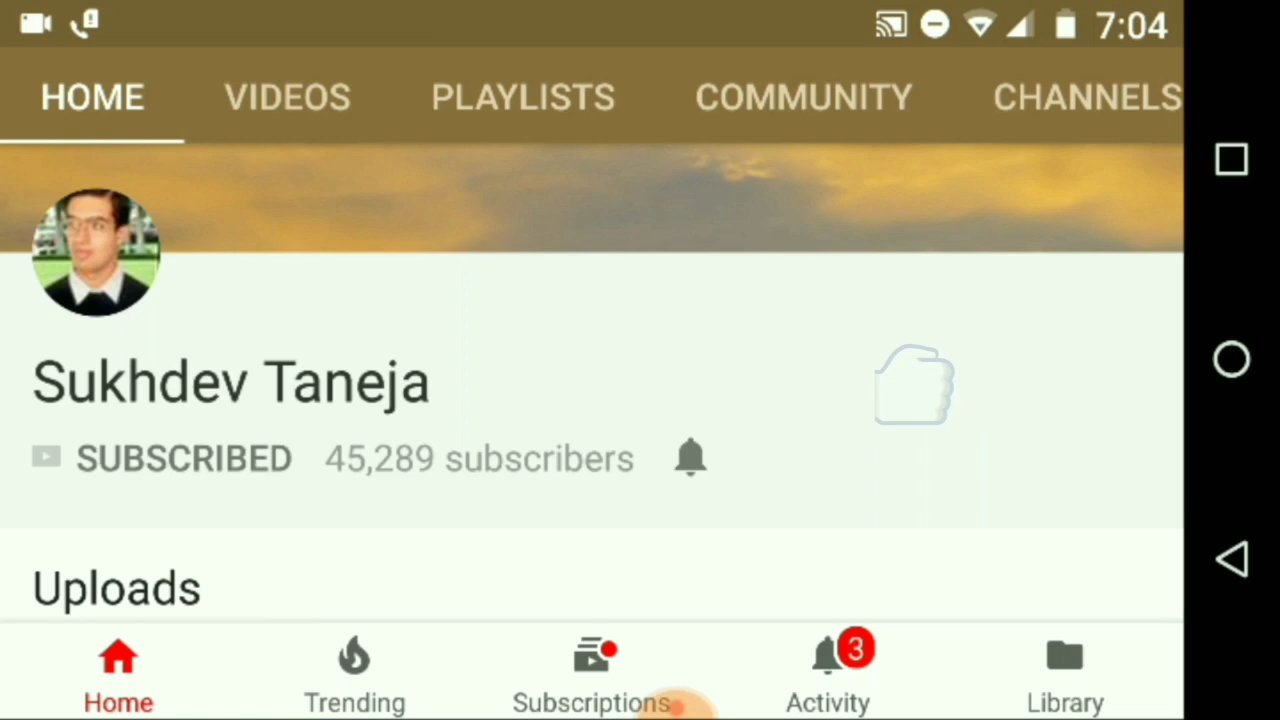 7:04
HOME VIDEOS PLAYLISTS COMMUNITY CHANNELS
Sukhdev Taneja
SUBSCRIBED 45,289 subscribers
Uploads
3
Home Trending Subscriptions Activity Library